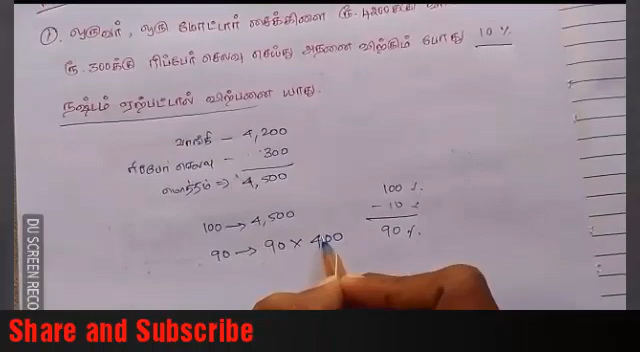 ① ஒருவர், ஒரு மோட்டார் சைக்கிளை ரூ. 4200க்கு
ரூ. 300க்கு ரிப்பேர் செலவு செய்து அதனை விற்கும் போது 10 %
நஷ்டம் ஏற்பட்டால் விற்பனை யாது.
வாங்கி – 4,200
ரிப்பேர் செலவு – 300
மொத்தம் ⇒ 4,500
100 %
– 10 %
90 %
100 → 4,500
90 → 90 ×
DU SCREEN RECO
Share and Subscribe